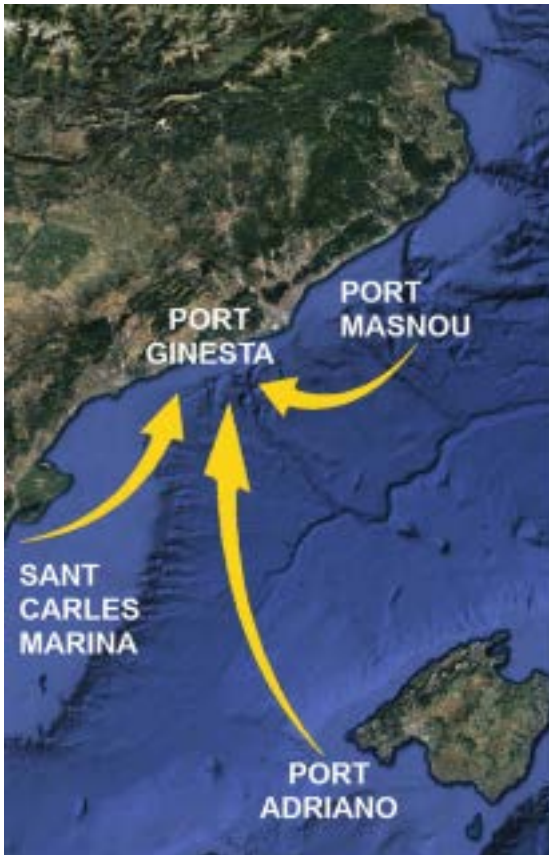 PORT
GINESTA
PORT
MASNOU
SANT
CARLES
MARINA
PORT
ADRIANO